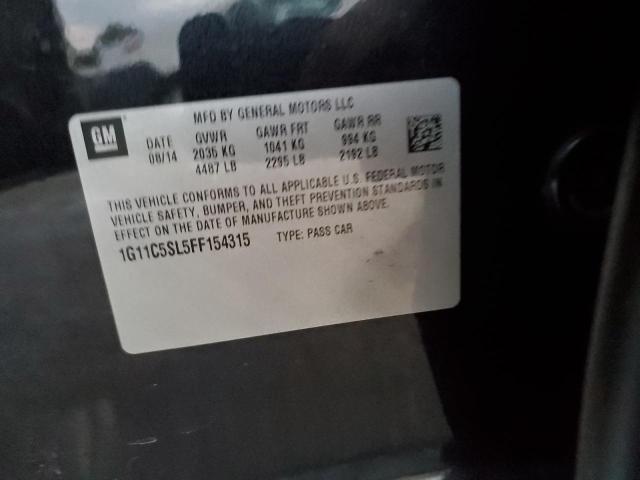 MFD BY GENERAL MOTORS LLC
GM
DATE GVWR GAWR FRT GAWR RR
08/14 2035 KG 1041 KG 994 KG
4487 LB 2295 LB 2192 LB
THIS VEHICLE CONFORMS TO ALL APPLICABLE U.S. FEDERAL MOTOR
VEHICLE SAFETY, BUMPER, AND THEFT PREVENTION STANDARDS IN
EFFECT ON THE DATE OF MANUFACTURE SHOWN ABOVE.
1G11C5SL5FF154315 TYPE: PASS CAR